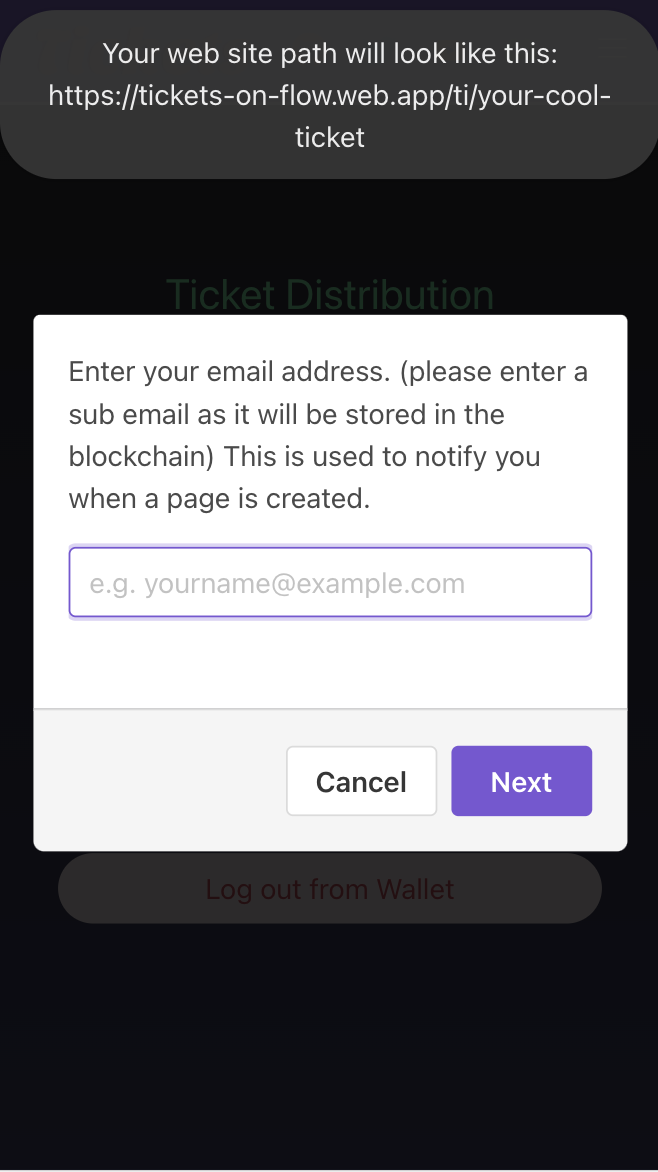 Your web site path will look like this:
https://tickets-on-flow.web.app/ti/your-cool-
ticket
Ticket Distribution
Enter your email address. (please enter a
sub email as it will be stored in the
blockchain) This is used to notify you
when a page is created.
e.g. yourname@example.com
Cancel
Next
Log out from Wallet